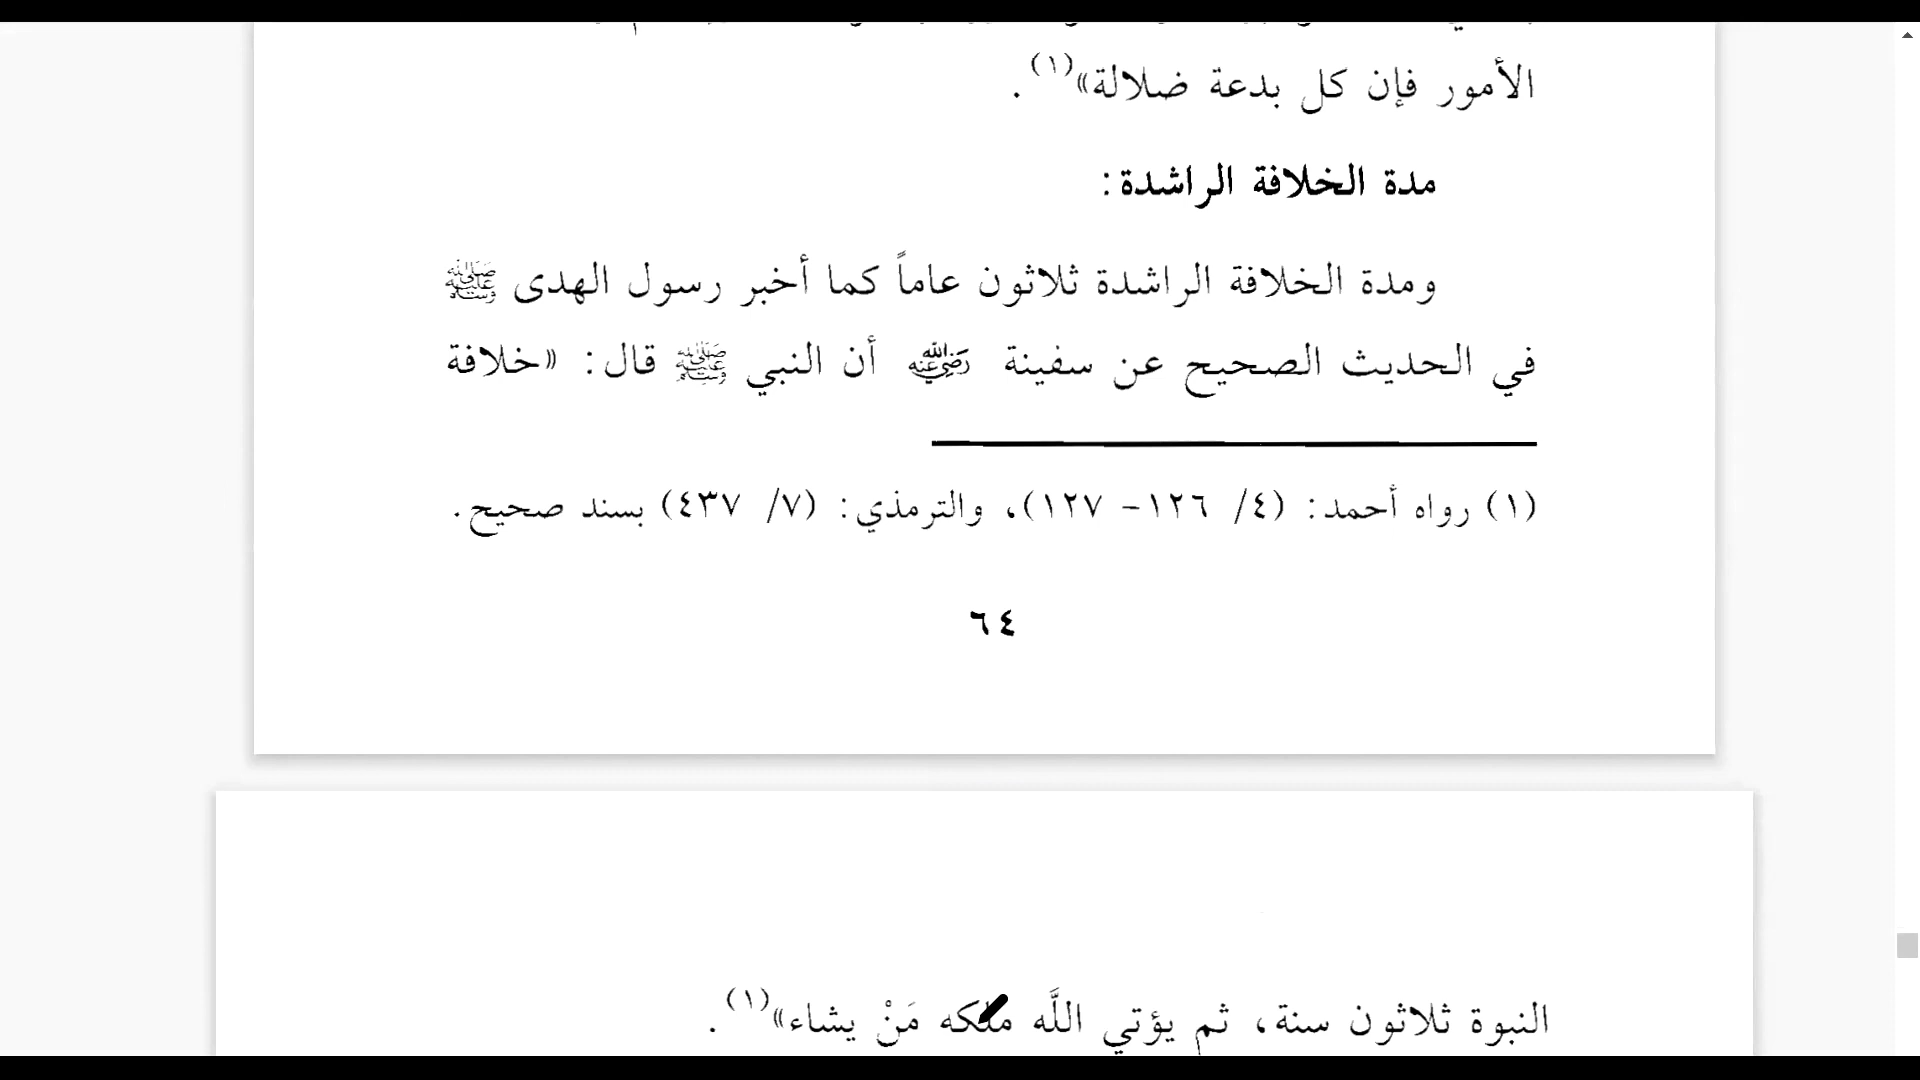 الأمور فإن كل بدعة ضلالة»(١).
مدة الخلافة الراشدة:
ومدة الخلافة الراشدة ثلاثون عاماً كما أخبر رسول الهدى ﷺ
في الحديث الصحيح عن سفينة رضي الله عنه أن النبي ﷺ قال: «خلافة
(١) رواه أحمد: (٤/ ١٢٦- ١٢٧)، والترمذي: (٧/ ٤٣٧) بسند صحيح.
٦٤
النبوة ثلاثون سنة، ثم يؤتي اللَّه ملكه مَنْ يشاء»(١).